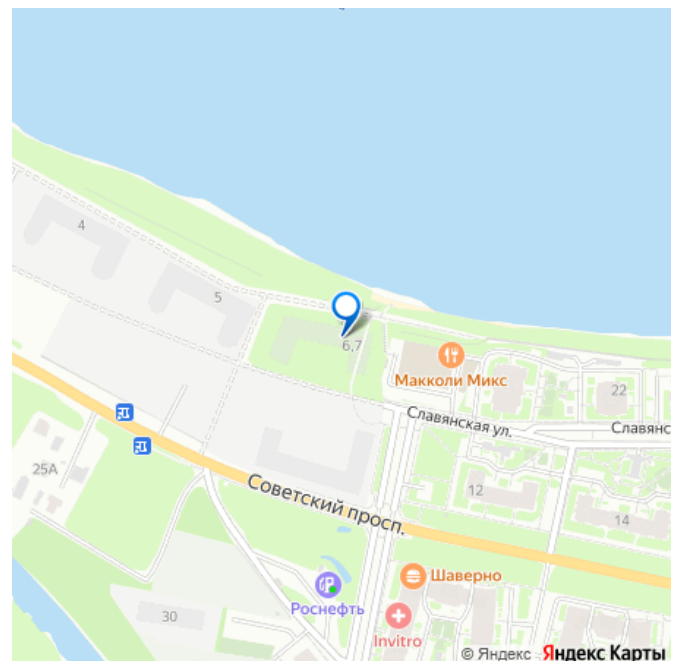 4
5
6,7
Макколи Микс
22
Славянская ул.
Славянс
25А
12
Советский просп.
14
Шаверно
Роснефть
30
Invitro
© Яндекс Яндекс Карты